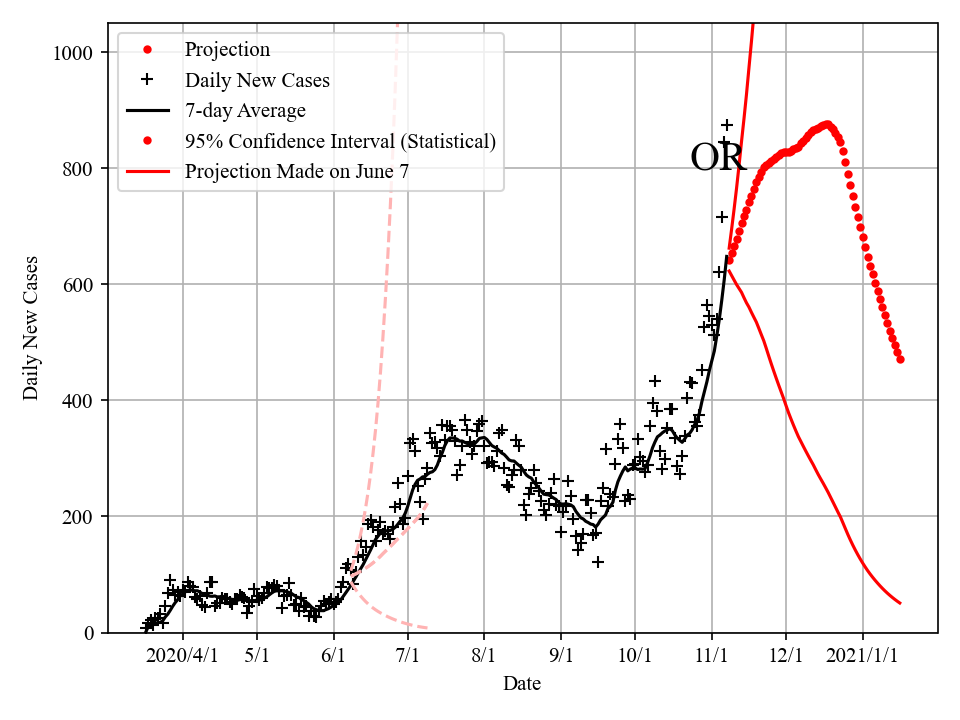 1000
800
600
400
200
0
Daily New Cases
Projection
Daily New Cases
7-day Average
95% Confidence Interval (Statistical)
Projection Made on June 7
OR
2020/4/1 5/1 6/1 7/1 8/1 9/1 10/1 11/1 12/1 2021/1/1
Date